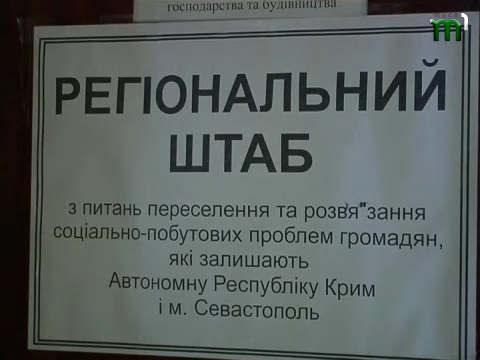 господарства та будівництва
РЕГІОНАЛЬНИЙ
ШТАБ
з питань переселення та розв'я"зання
соціально-побутових проблем громадян,
які залишають
Автономну Республіку Крим
і м. Севастополь